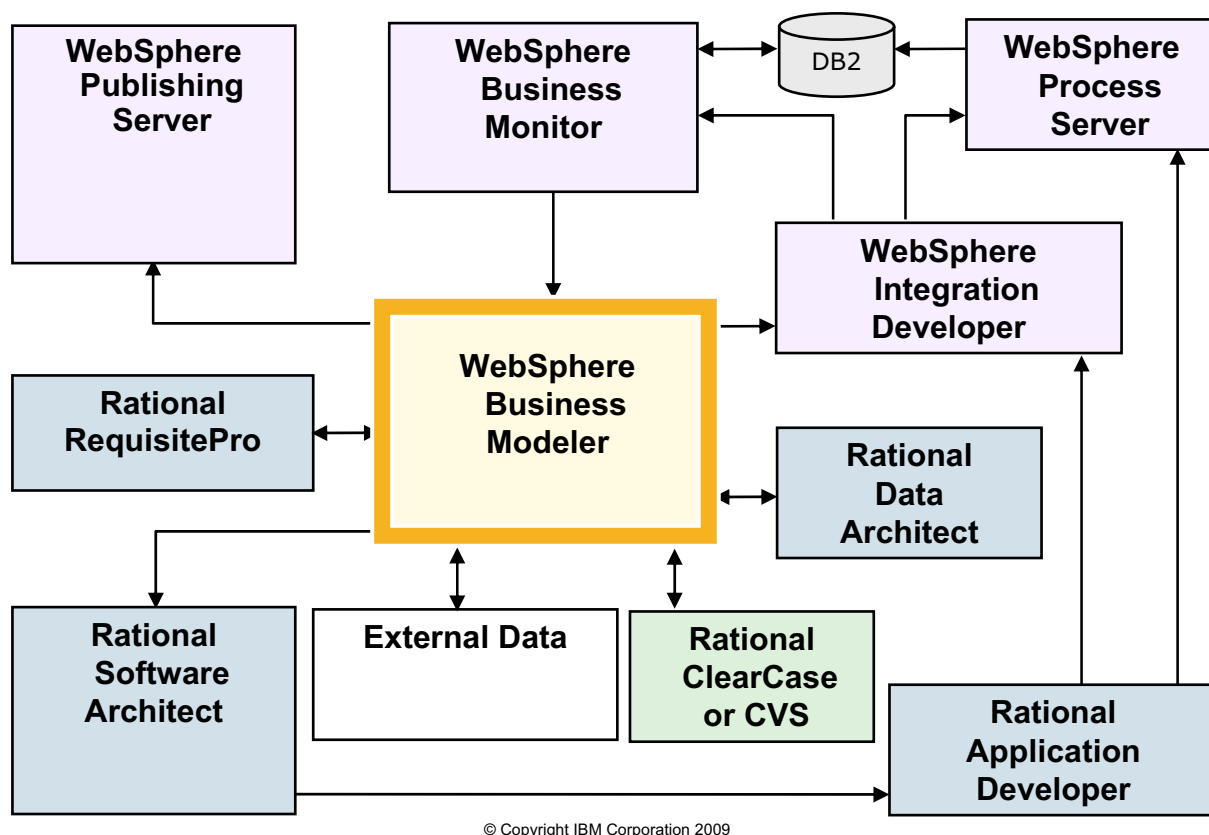 WebSphere
Publishing
Server
WebSphere
Business
Monitor
DB2
WebSphere
Process
Server
WebSphere
Integration
Developer
WebSphere
Business
Modeler
Rational
RequisitePro
Rational
Data
Architect
Rational
Software
Architect
External Data
Rational
ClearCase
or CVS
Rational
Application
Developer
© Copyright IBM Corporation 2009